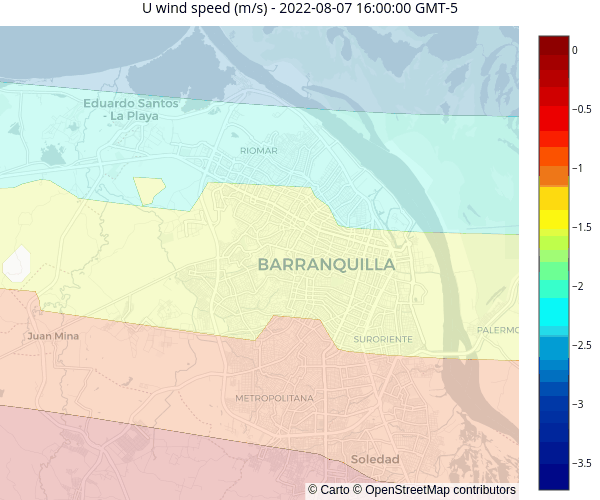 U wind speed (m/s) - 2022-08-07 16:00:00 GMT-5
0
−0.5
−1
−1.5
−2
−2.5
−3
−3.5
Eduardo Santos
- La Playa
RIOMAR
BARRANQUILLA
Juan Mina
SURORIENTE
PALERMO
METROPOLITANA
Soledad
© Carto © OpenStreetMap contributors